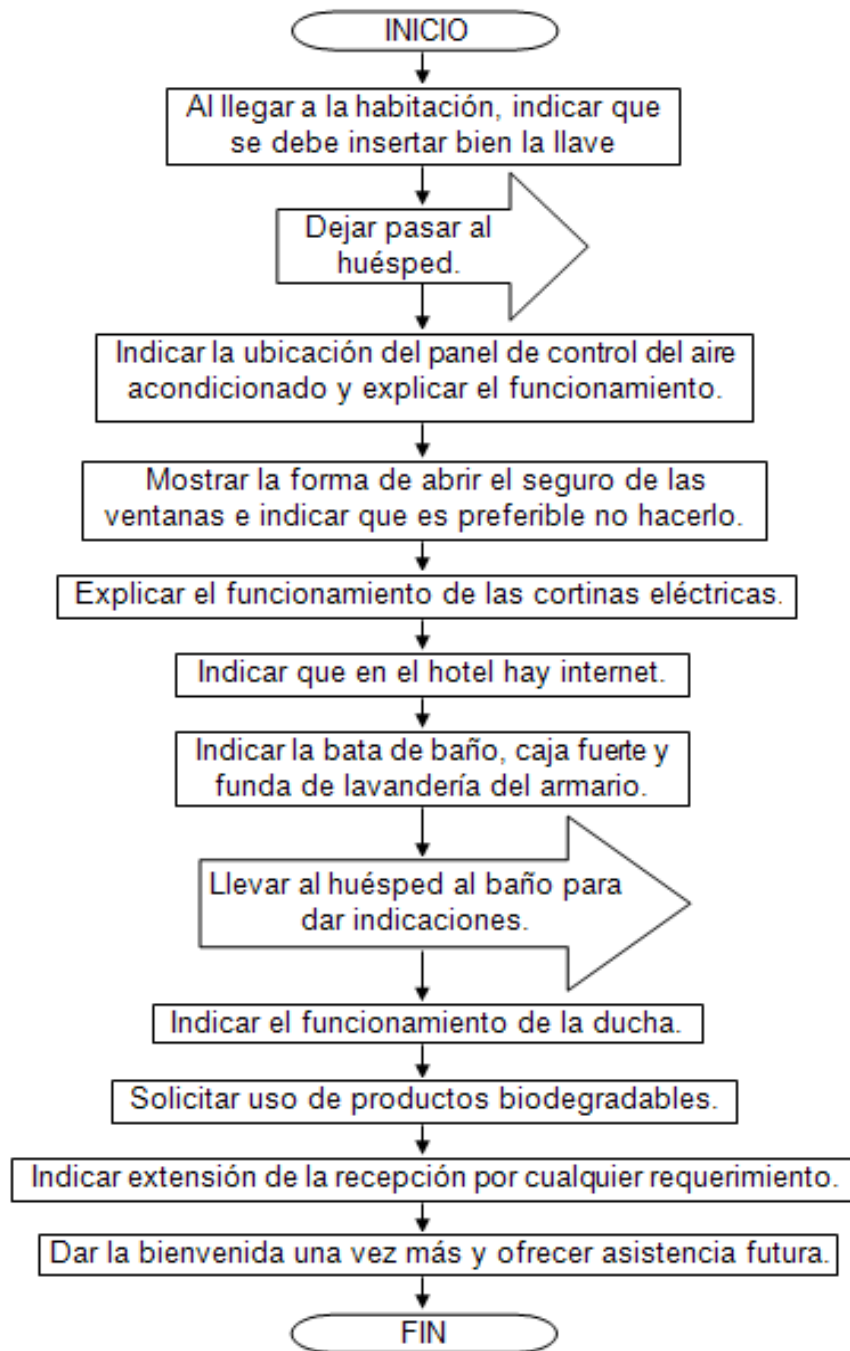 INICIO
Al llegar a la habitación, indicar que
se debe insertar bien la llave
Dejar pasar al
huésped.
Indicar la ubicación del panel de control del aire
acondicionado y explicar el funcionamiento.
Mostrar la forma de abrir el seguro de las
ventanas e indicar que es preferible no hacerlo.
Explicar el funcionamiento de las cortinas eléctricas.
Indicar que en el hotel hay internet.
Indicar la bata de baño, caja fuerte y
funda de lavandería del armario.
Llevar al huésped al baño para
dar indicaciones.
Indicar el funcionamiento de la ducha.
Solicitar uso de productos biodegradables.
Indicar extensión de la recepción por cualquier requerimiento.
Dar la bienvenida una vez más y ofrecer asistencia futura.
FIN